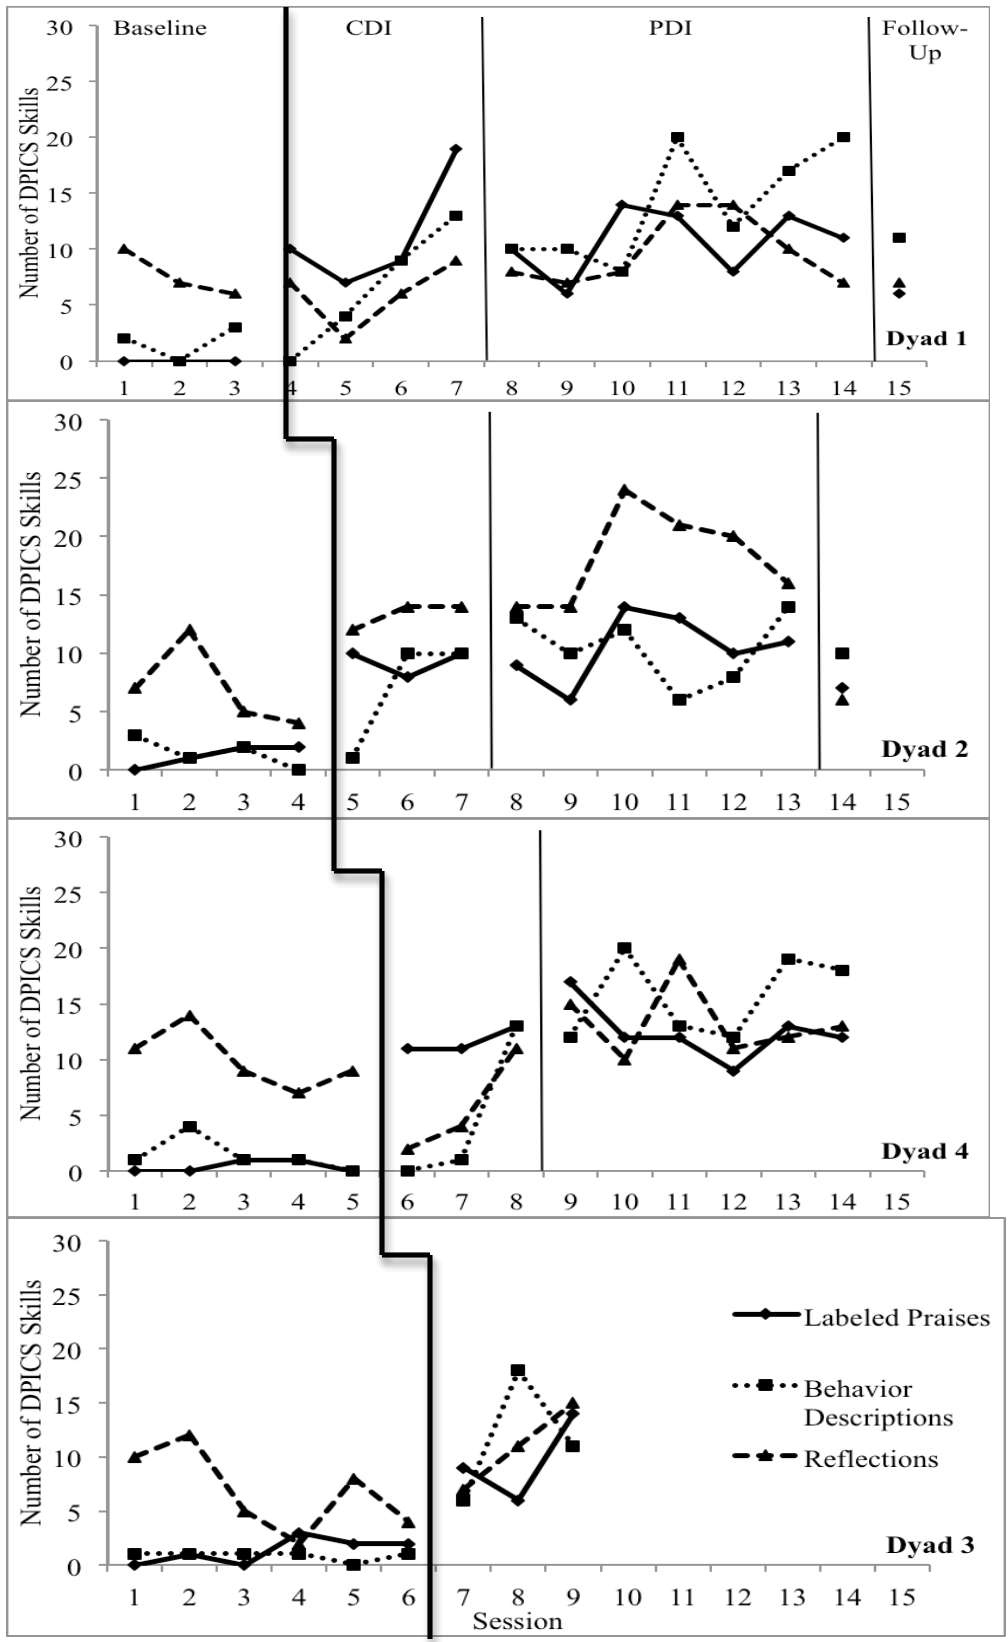 Baseline CDI PDI Follow-
Up
Number of DPICS Skills
30
25
20
15
10
5
0
1 2 3 4 5 6 7 8 9 10 11 12 13 14 15
Dyad 1
Number of DPICS Skills
30
25
20
15
10
5
0
1 2 3 4 5 6 7 8 9 10 11 12 13 14 15
Dyad 2
Number of DPICS Skills
30
25
20
15
10
5
0
1 2 3 4 5 6 7 8 9 10 11 12 13 14 15
Dyad 4
Number of DPICS Skills
30
25
20
15
10
5
0
1 2 3 4 5 6 7 8 9 10 11 12 13 14 15
Labeled Praises
Behavior
Descriptions
Reflections
Dyad 3
Session